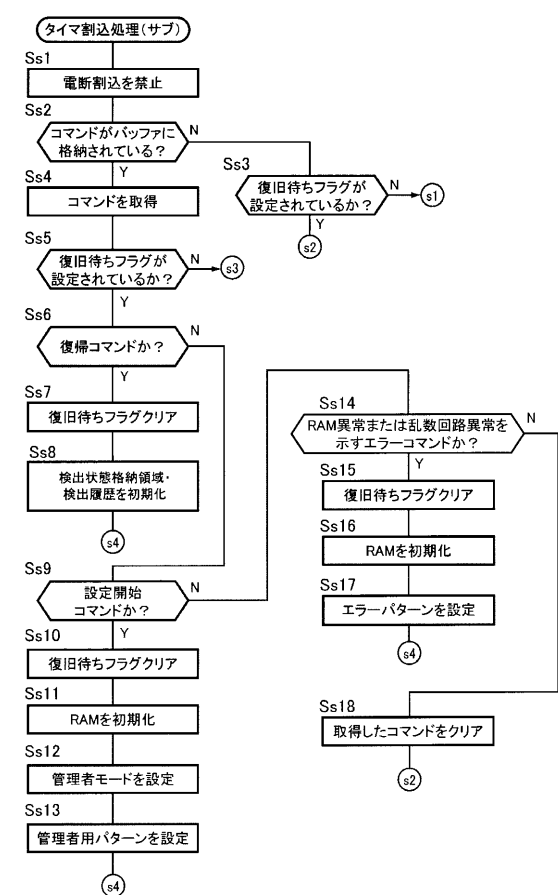 タイマ割込処理(サブ)
Ss1
電断割込を禁止
Ss2
コマンドがバッファに
格納されている？
N
Y
Ss3
復旧待ちフラグが
設定されているか？
N
s1
Y
s2
Ss4
コマンドを取得
Ss5
復旧待ちフラグが
設定されているか？
N
s3
Y
Ss6
復帰コマンドか？
N
Y
Ss7
復旧待ちフラグクリア
Ss8
検出状態格納領域・
検出履歴を初期化
s4
Ss9
設定開始
コマンドか？
N
Y
Ss10
復旧待ちフラグクリア
Ss11
RAMを初期化
Ss12
管理者モードを設定
Ss13
管理者用パターンを設定
s4
Ss14
RAM異常または乱数回路異常を
示すエラーコマンドか？
N
Y
Ss15
復旧待ちフラグクリア
Ss16
RAMを初期化
Ss17
エラーパターンを設定
s4
Ss18
取得したコマンドをクリア
s2